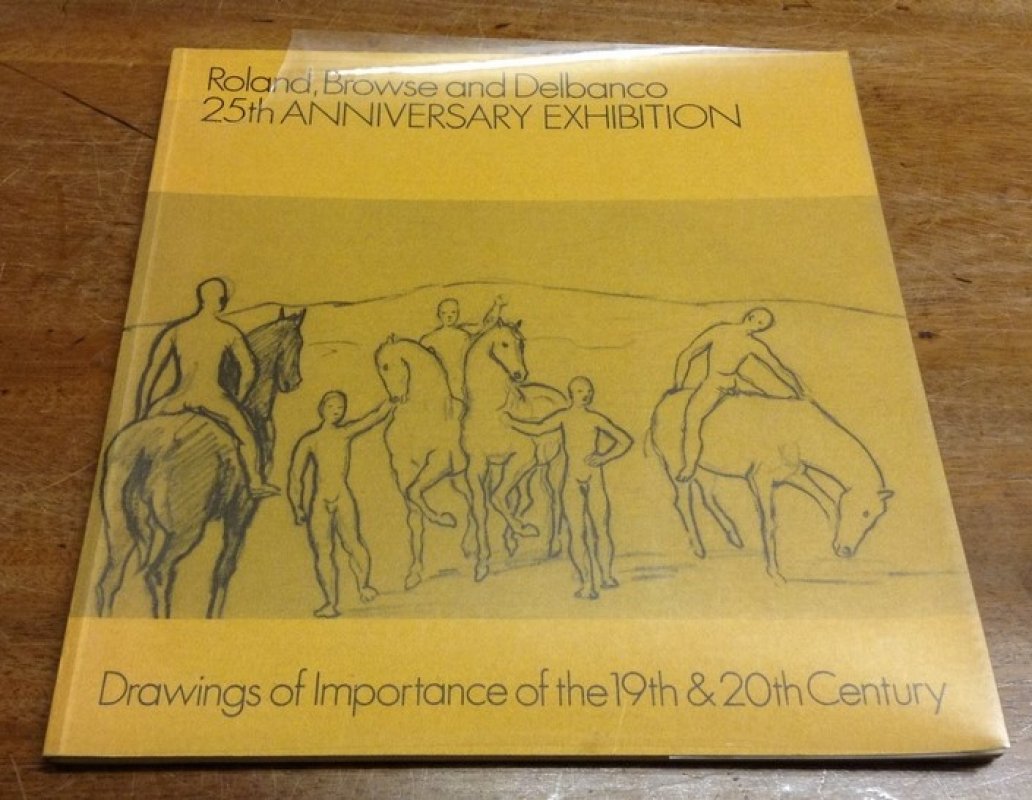 Roland, Browse and Delbanco
25th ANNIVERSARY EXHIBITION
Drawings of Importance of the 19th & 20th Century